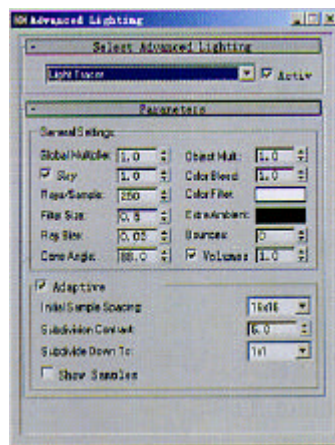 Advanced Lighting
- Select Advanced Lighting
Light Tracer Active
- Parameters
General Settings:
Global Multiplier: 1.0 Object Mult.: 1.0
Sky 1.0 Color Bleed: 1.0
Rays/Sample: 250 Color Filter:
Filter Size: 0.5 Extra Ambient:
Ray Bias: 0.03 Bounces: 0
Cone Angle: 88.0 Volumes 1.0
Adaptive
Initial Sample Spacing: 16x16
Subdivision Contrast: 5.0
Subdivide Down To: 1x1
Show Samples